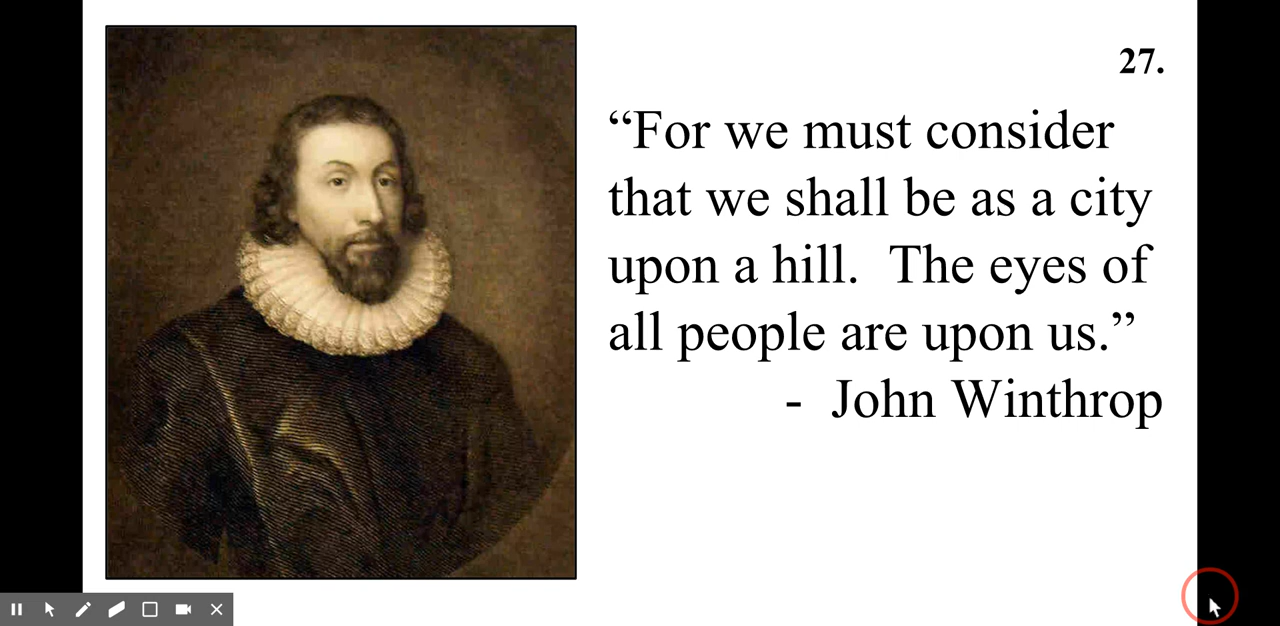 27.
“For we must consider
that we shall be as a city
upon a hill.  The eyes of
all people are upon us.”
-  John Winthrop